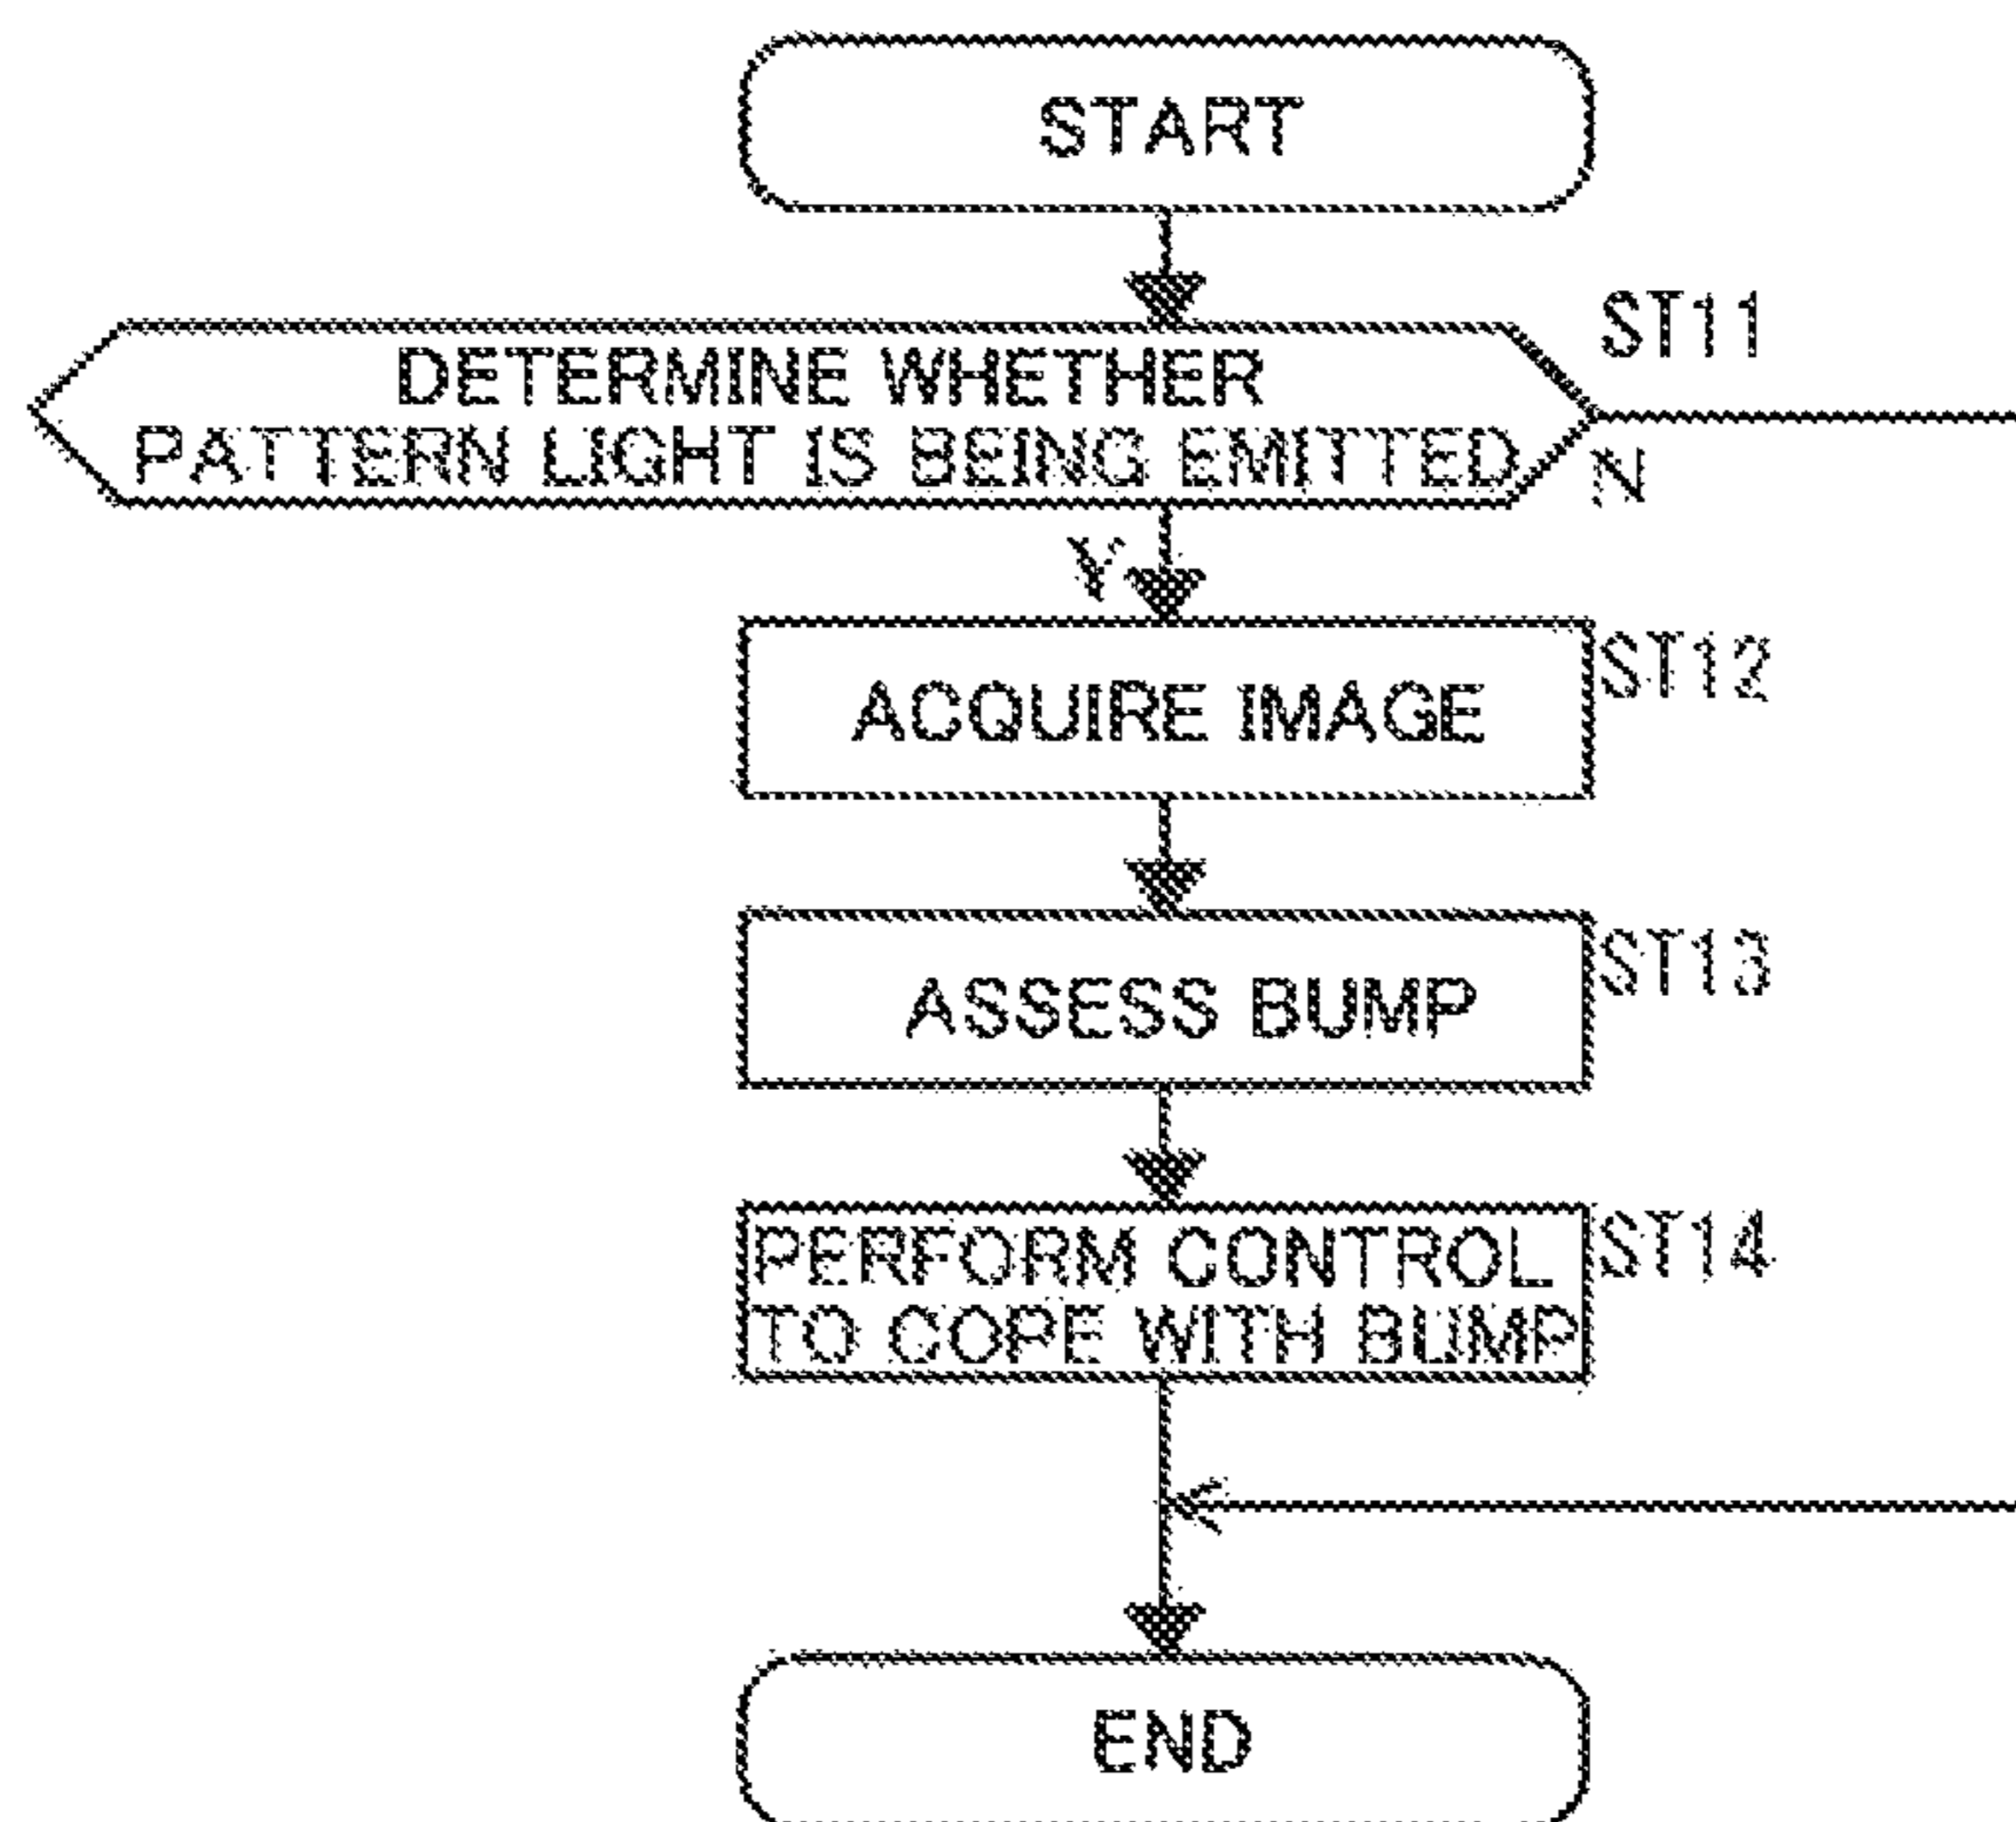 START
ST11
DETERMINE WHETHER
PATTERN LIGHT IS BEING EMITTED
N
Y
ST12
ACQUIRE IMAGE
ST13
ASSESS BUMP
ST14
PERFORM CONTROL
TO COPE WITH BUMP
END